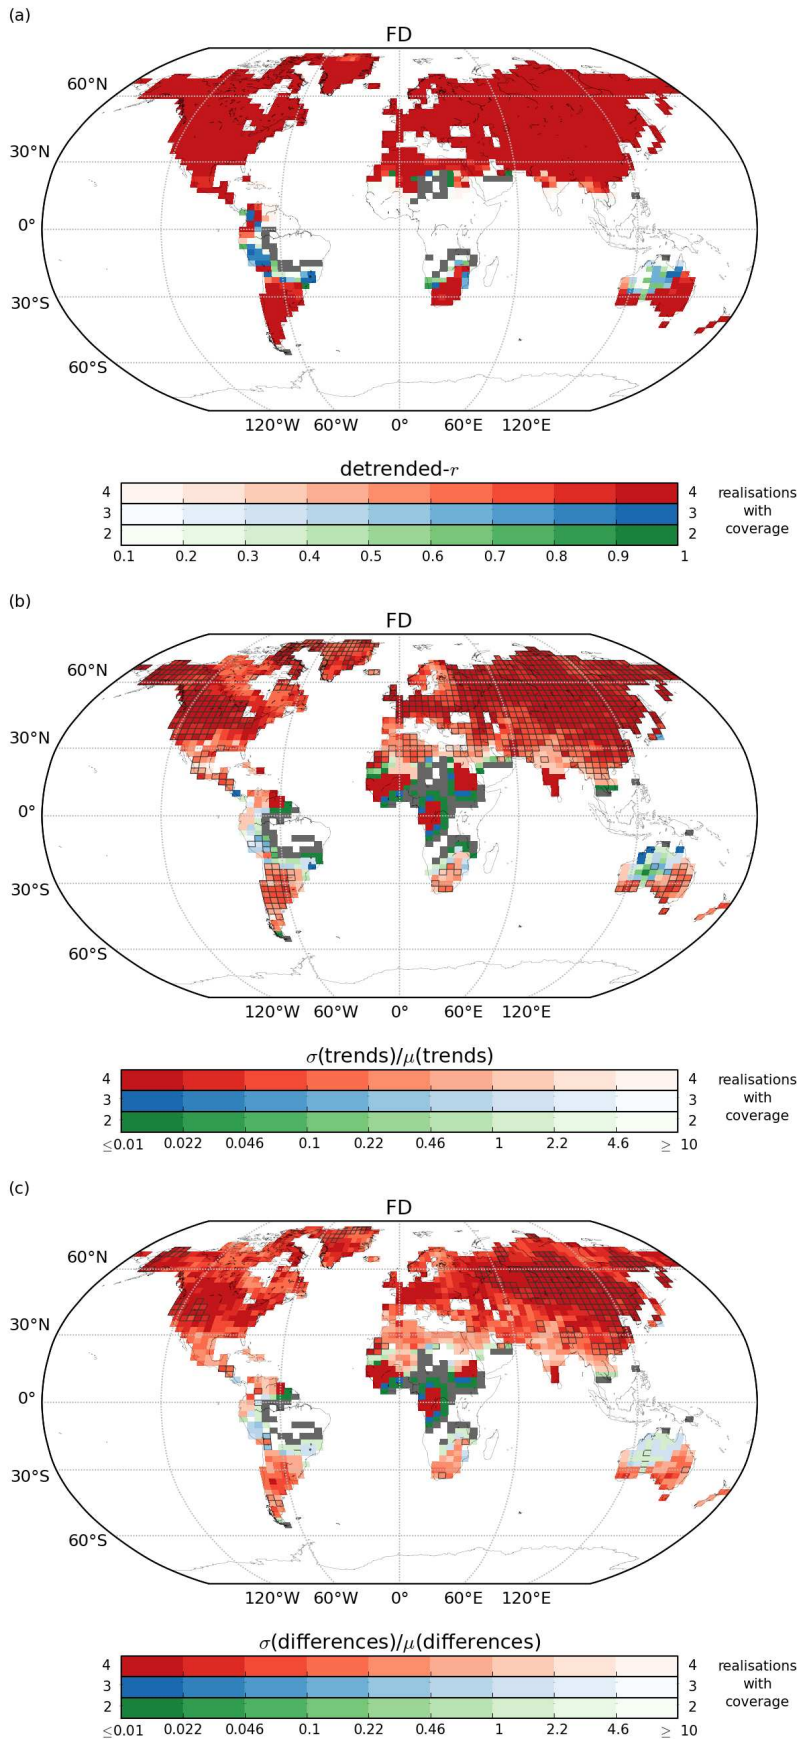 (a)
FD
60°N
30°N
0°
30°S
60°S
120°W 60°W 0° 60°E 120°E
detrended-r
4 4 realisations
3 3 with
2 2 coverage
0.1 0.2 0.3 0.4 0.5 0.6 0.7 0.8 0.9 1
(b)
FD
60°N
30°N
0°
30°S
60°S
120°W 60°W 0° 60°E 120°E
σ(trends)/μ(trends)
4 4 realisations
3 3 with
2 2 coverage
≤0.01 0.022 0.046 0.1 0.22 0.46 1 2.2 4.6 ≥ 10
(c)
FD
60°N
30°N
0°
30°S
60°S
120°W 60°W 0° 60°E 120°E
σ(differences)/μ(differences)
4 4 realisations
3 3 with
2 2 coverage
≤0.01 0.022 0.046 0.1 0.22 0.46 1 2.2 4.6 ≥ 10